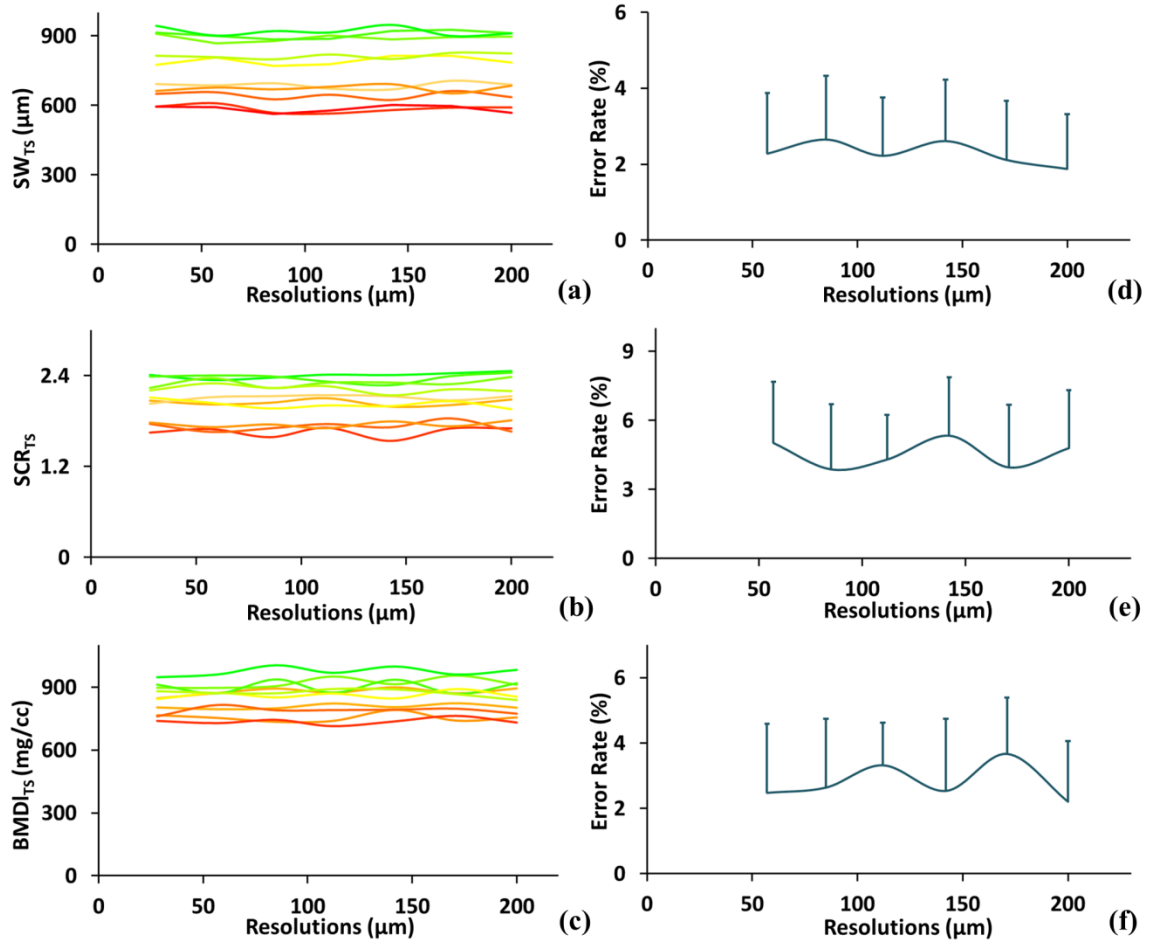 SW_TS (μm)
900
600
300
0
0 50 100 150 200
Resolutions (μm)
(a)
Error Rate (%)
6
4
2
0
0 50 100 150 200
Resolutions (μm)
(d)
SCR_TS
2.4
1.2
0
0 50 100 150 200
Resolutions (μm)
(b)
Error Rate (%)
9
6
3
0
0 50 100 150 200
Resolutions (μm)
(e)
BMDI_TS (mg/cc)
900
600
300
0
0 50 100 150 200
Resolutions (μm)
(c)
Error Rate (%)
6
4
2
0
0 50 100 150 200
Resolutions (μm)
(f)